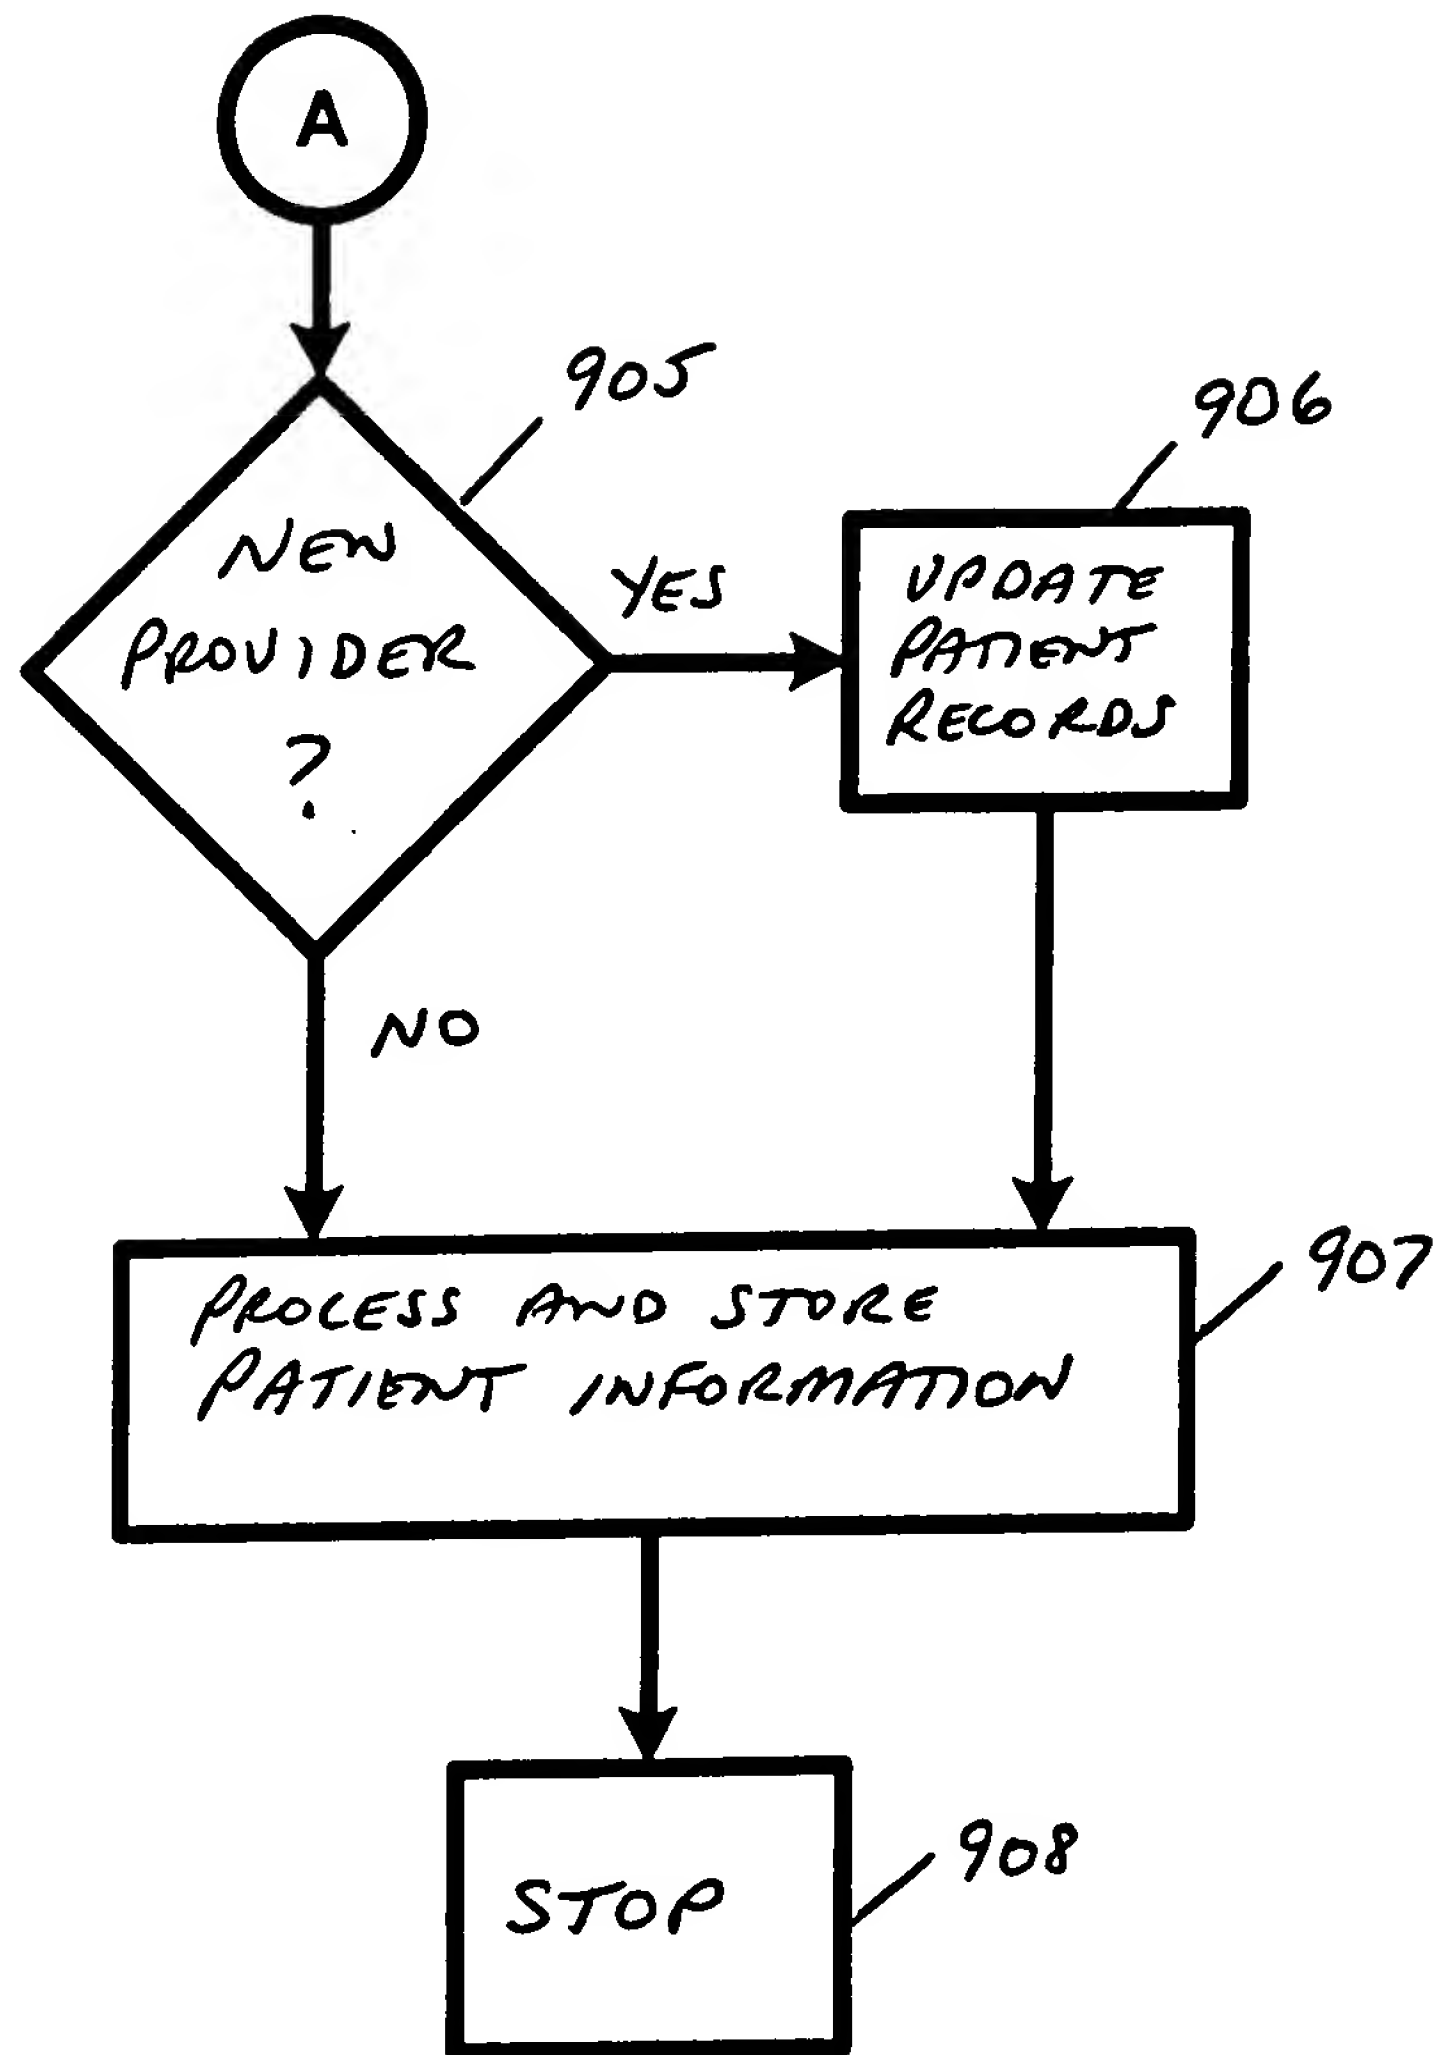 A
905
NEW
PROVIDER
?
YES
906
UPDATE
PATIENT
RECORDS
NO
907
PROCESS AND STORE
PATIENT INFORMATION
908
STOP